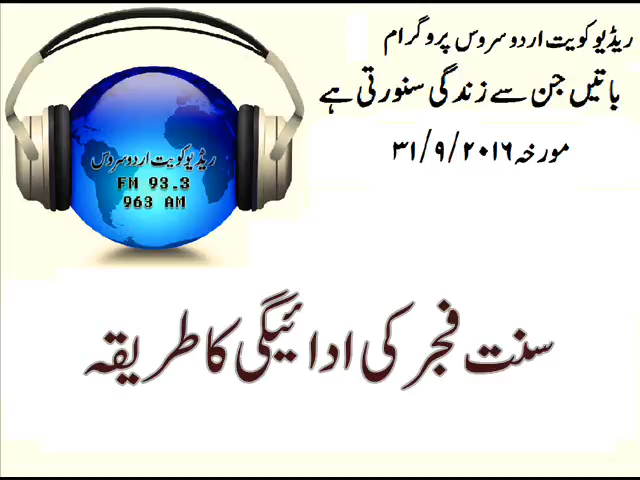 ریڈیو کویت اردو سروس پروگرام
باتیں جن سے زندگی سنورتی ہے
مورخہ ۳۱/۹/۲۰۱۶
ریڈیو کویت اردو سروس
FM 93.3
963 AM
سنت فجر کی ادائیگی کا طریقہ